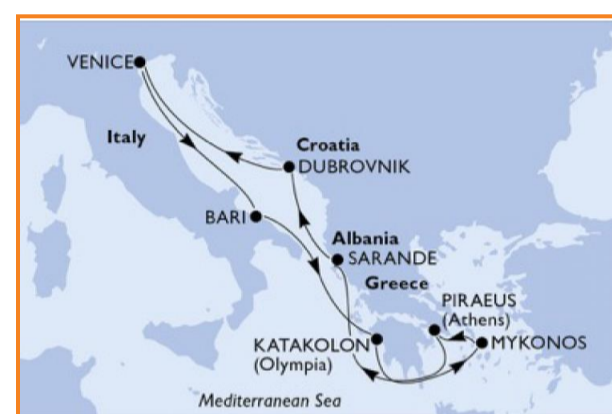 VENICE
Italy
Croatia
DUBROVNIK
BARI
Albania
SARANDE
Greece
PIRAEUS
(Athens)
KATAKOLON
(Olympia)
MYKONOS
Mediterranean Sea